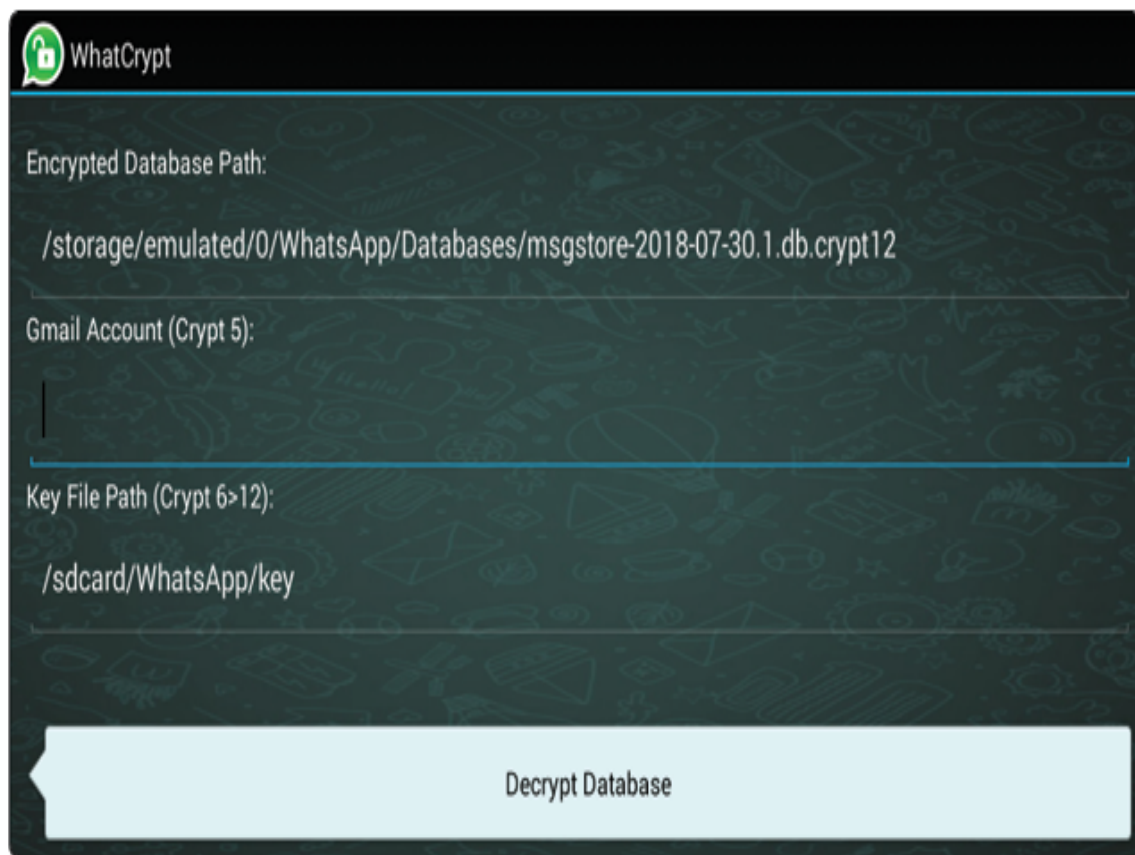 WhatCrypt
Encrypted Database Path:
/storage/emulated/0/WhatsApp/Databases/msgstore-2018-07-30.1.db.crypt12
Gmail Account (Crypt 5):
Key File Path (Crypt 6>12):
/sdcard/WhatsApp/key
Decrypt Database